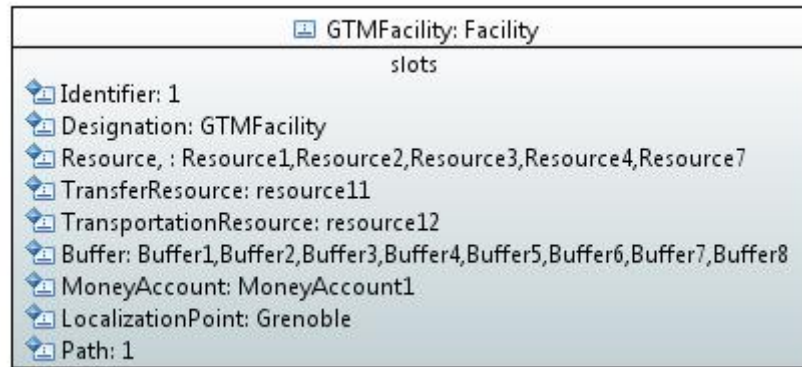 GTMFacility: Facility
slots
Identifier: 1
Designation: GTMFacility
Resource, : Resource1,Resource2,Resource3,Resource4,Resource7
TransferResource: resource11
TransportationResource: resource12
Buffer: Buffer1,Buffer2,Buffer3,Buffer4,Buffer5,Buffer6,Buffer7,Buffer8
MoneyAccount: MoneyAccount1
LocalizationPoint: Grenoble
Path: 1